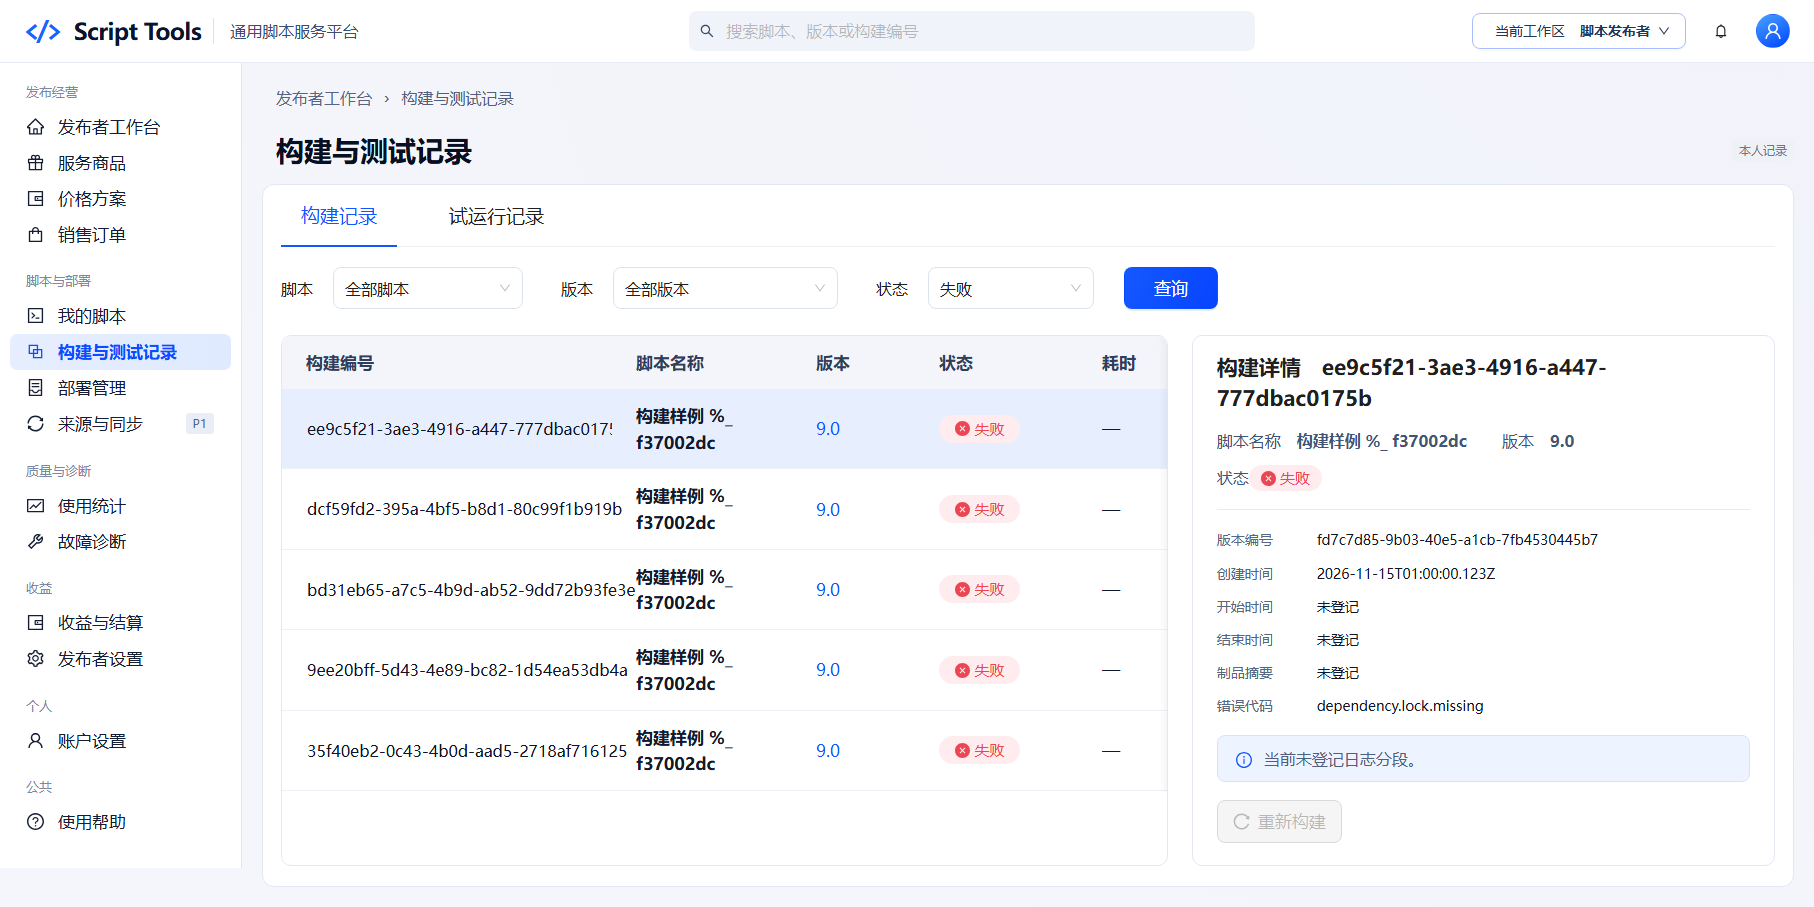 Script Tools
通用脚本服务平台
搜索脚本、版本或构建编号
当前工作区 脚本发布者
发布经营
发布者工作台
服务商品
价格方案
销售订单
脚本与部署
我的脚本
构建与测试记录
部署管理
来源与同步 P1
质量与诊断
使用统计
故障诊断
收益
收益与结算
发布者设置
个人
账户设置
公共
使用帮助
发布者工作台 › 构建与测试记录
构建与测试记录
本人记录
构建记录 试运行记录
脚本 全部脚本 版本 全部版本 状态 失败 查询
构建编号 脚本名称 版本 状态 耗时
ee9c5f21-3ae3-4916-a447-777dbac017 构建样例 %_ f37002dc 9.0 失败 —
dcf59fd2-395a-4bf5-b8d1-80c99f1b919b 构建样例 %_ f37002dc 9.0 失败 —
bd31eb65-a7c5-4b9d-ab52-9dd72b93fe3e 构建样例 %_ f37002dc 9.0 失败 —
9ee20bff-5d43-4e89-bc82-1d54ea53db4a 构建样例 %_ f37002dc 9.0 失败 —
35f40eb2-0c43-4b0d-aad5-2718af716125 构建样例 %_ f37002dc 9.0 失败 —
构建详情 ee9c5f21-3ae3-4916-a447-
777dbac0175b
脚本名称 构建样例 %_ f37002dc 版本 9.0
状态 失败
版本编号 fd7c7d85-9b03-40e5-a1cb-7fb4530445b7
创建时间 2026-11-15T01:00:00.123Z
开始时间 未登记
结束时间 未登记
制品摘要 未登记
错误代码 dependency.lock.missing
当前未登记日志分段。
重新构建